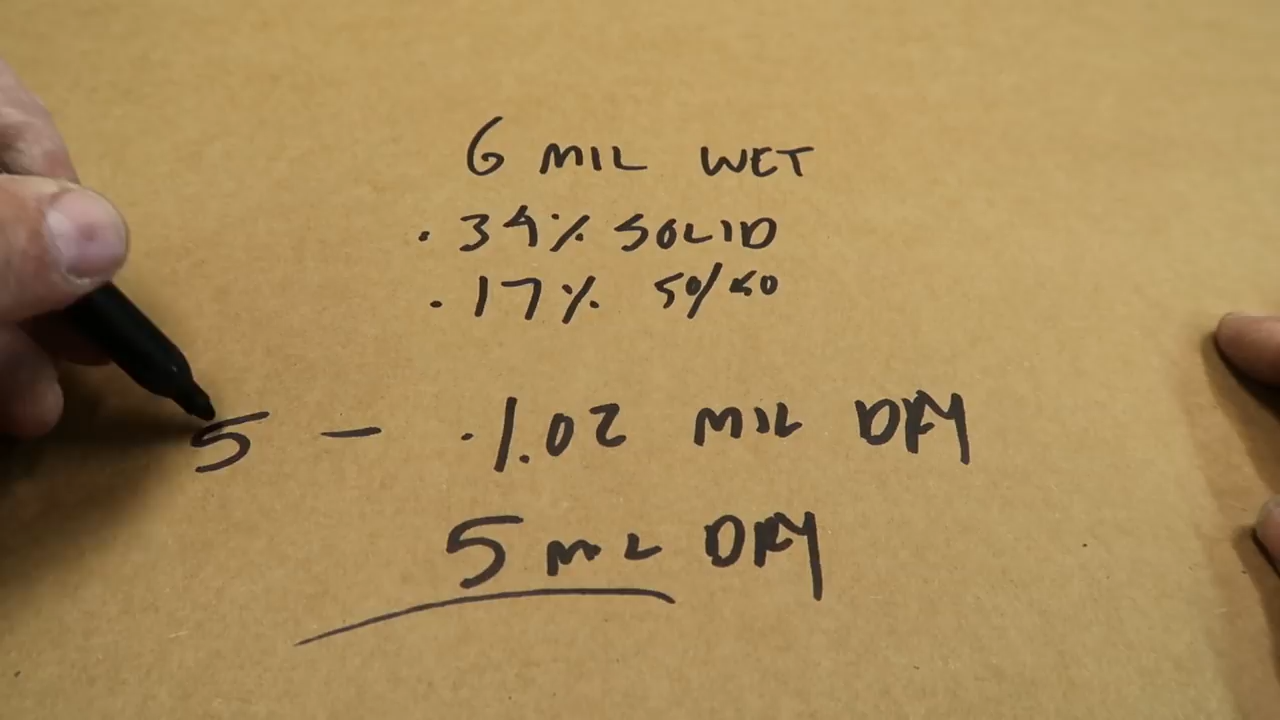 6 MIL WET
.34% SOLID
.17% 50/50
5 - .1.02 MIL DRY
5 MIL DRY